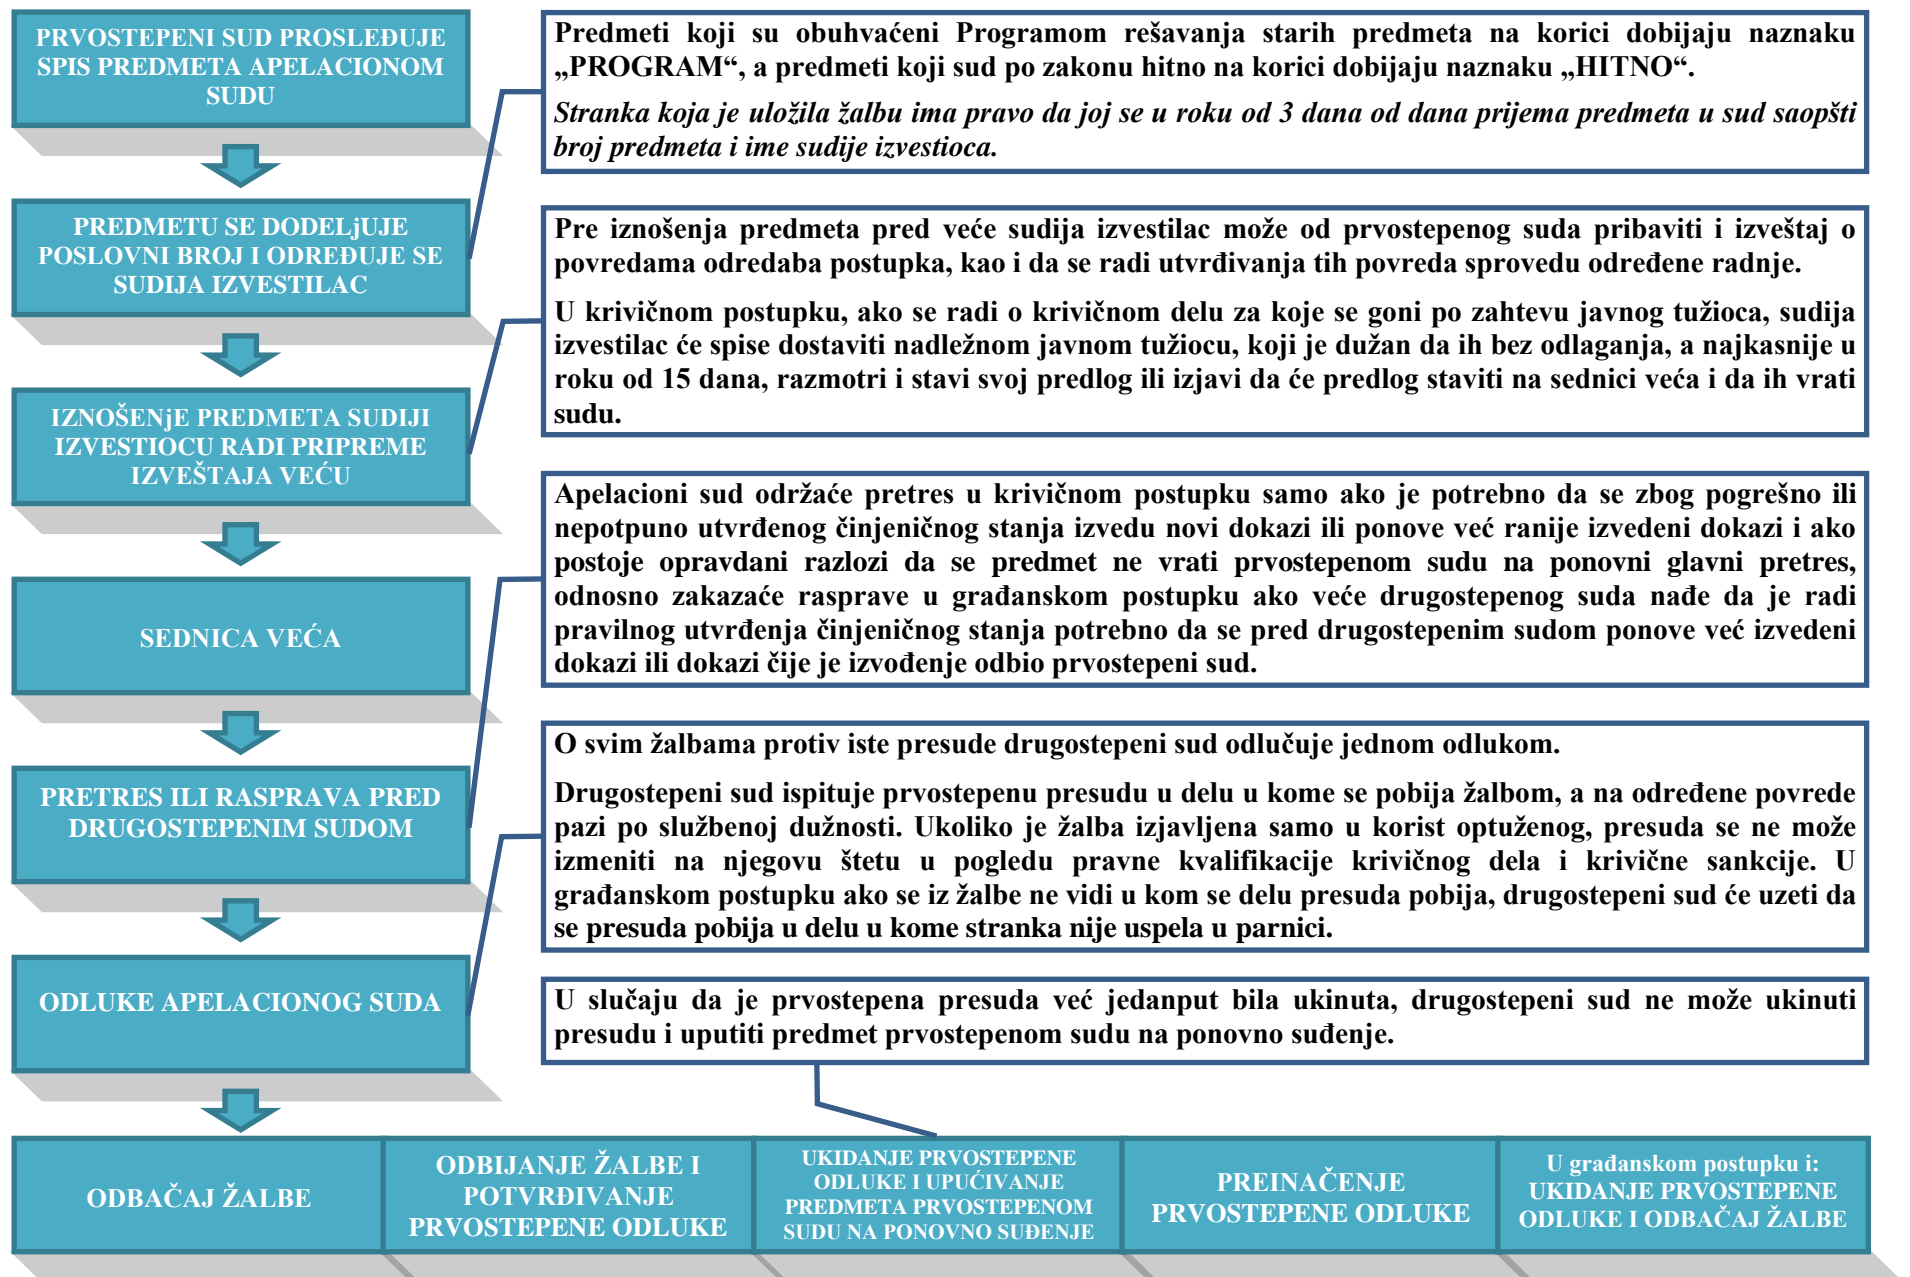 PRVOSTEPENI SUD PROSLEĐUJE
SPIS PREDMETA APELACIONOM
SUDU
Predmeti koji su obuhvaćeni Programom rešavanja starih predmeta na korici dobijaju naznaku
„PROGRAM“, a predmeti koji sud po zakonu hitno na korici dobijaju naznaku „HITNO“.
Stranka koja je uložila žalbu ima pravo da joj se u roku od 3 dana od dana prijema predmeta u sud saopšti
broj predmeta i ime sudije izvestioca.
PREDMETU SE DODELjUJE
POSLOVNI BROJ I ODREĐUJE SE
SUDIJA IZVESTILAC
Pre iznošenja predmeta pred veće sudija izvestilac može od prvostepenog suda pribaviti i izveštaj o
povredama odredaba postupka, kao i da se radi utvrđivanja tih povreda sprovedu određene radnje.
U krivičnom postupku, ako se radi o krivičnom delu za koje se goni po zahtevu javnog tužioca, sudija
izvestilac će spise dostaviti nadležnom javnom tužiocu, koji je dužan da ih bez odlaganja, a najkasnije u
roku od 15 dana, razmotri i stavi svoj predlog ili izjavi da će predlog staviti na sednici veća i da ih vrati
sudu.
IZNOŠENjE PREDMETA SUDIJI
IZVESTIOCU RADI PRIPREME
IZVEŠTAJA VEĆU
Apelacioni sud održaće pretres u krivičnom postupku samo ako je potrebno da se zbog pogrešno ili
nepotpuno utvrđenog činjeničnog stanja izvedu novi dokazi ili ponove već ranije izvedeni dokazi i ako
postoje opravdani razlozi da se predmet ne vrati prvostepenom sudu na ponovni glavni pretres,
odnosno zakazaće rasprave u građanskom postupku ako veće drugostepenog suda nađe da je radi
pravilnog utvrđenja činjeničnog stanja potrebno da se pred drugostepenim sudom ponove već izvedeni
dokazi ili dokazi čije je izvođenje odbio prvostepeni sud.
SEDNICA VEĆA
O svim žalbama protiv iste presude drugostepeni sud odlučuje jednom odlukom.
Drugostepeni sud ispituje prvostepenu presudu u delu u kome se pobija žalbom, a na određene povrede
pazi po službenoj dužnosti. Ukoliko je žalba izjavljena samo u korist optuženog, presuda se ne može
izmeniti na njegovu štetu u pogledu pravne kvalifikacije krivičnog dela i krivične sankcije. U
građanskom postupku ako se iz žalbe ne vidi u kom se delu presuda pobija, drugostepeni sud će uzeti da
se presuda pobija u delu u kome stranka nije uspela u parnici.
PRETRES ILI RASPRAVA PRED
DRUGOSTEPENIM SUDOM
ODLUKE APELACIONOG SUDA
U slučaju da je prvostepena presuda već jedanput bila ukinuta, drugostepeni sud ne može ukinuti
presudu i uputiti predmet prvostepenom sudu na ponovno suđenje.
ODBAČAJ ŽALBE
ODBIJANJE ŽALBE I
POTVRĐIVANJE
PRVOSTEPENE ODLUKE
UKIDANJE PRVOSTEPENE
ODLUKE I UPUĆIVANJE
PREDMETA PRVOSTEPENOM
SUDU NA PONOVNO SUĐENJE
PREINAČENJE
PRVOSTEPENE ODLUKE
U građanskom postupku i:
UKIDANJE PRVOSTEPENE
ODLUKE I ODBAČAJ ŽALBE